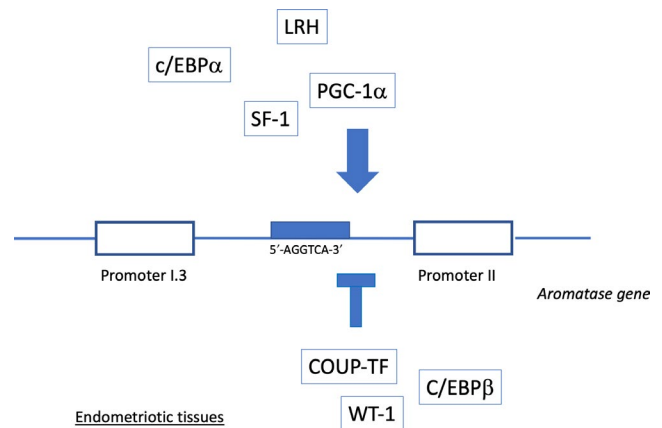 LRH
c/EBPα
PGC-1α
SF-1
5′-AGGTCA-3′
Promoter I.3
Promoter II
Aromatase gene
COUP-TF
C/EBPβ
WT-1
Endometriotic tissues